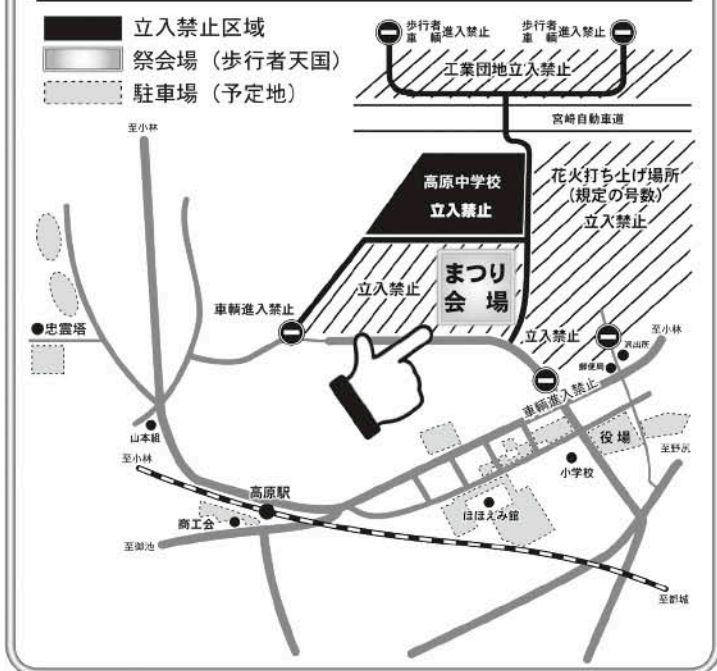 立入禁止区域
祭会場（歩行者天国）
駐車場（予定地）
歩行者
車輌進入禁止
歩行者
車輌進入禁止
工業団地立入禁止
宮崎自動車道
至小林
高原中学校
立入禁止
花火打ち上げ場所
(規定の号数)
立入禁止
まつり
会場
立入禁止
車輌進入禁止
忠霊塔
立入禁止
派出所
至小林
郵便局
車輌進入禁止
山本組
役場
至野尻
至小林
小学校
高原駅
ほほえみ館
商工会
至御池
至都城